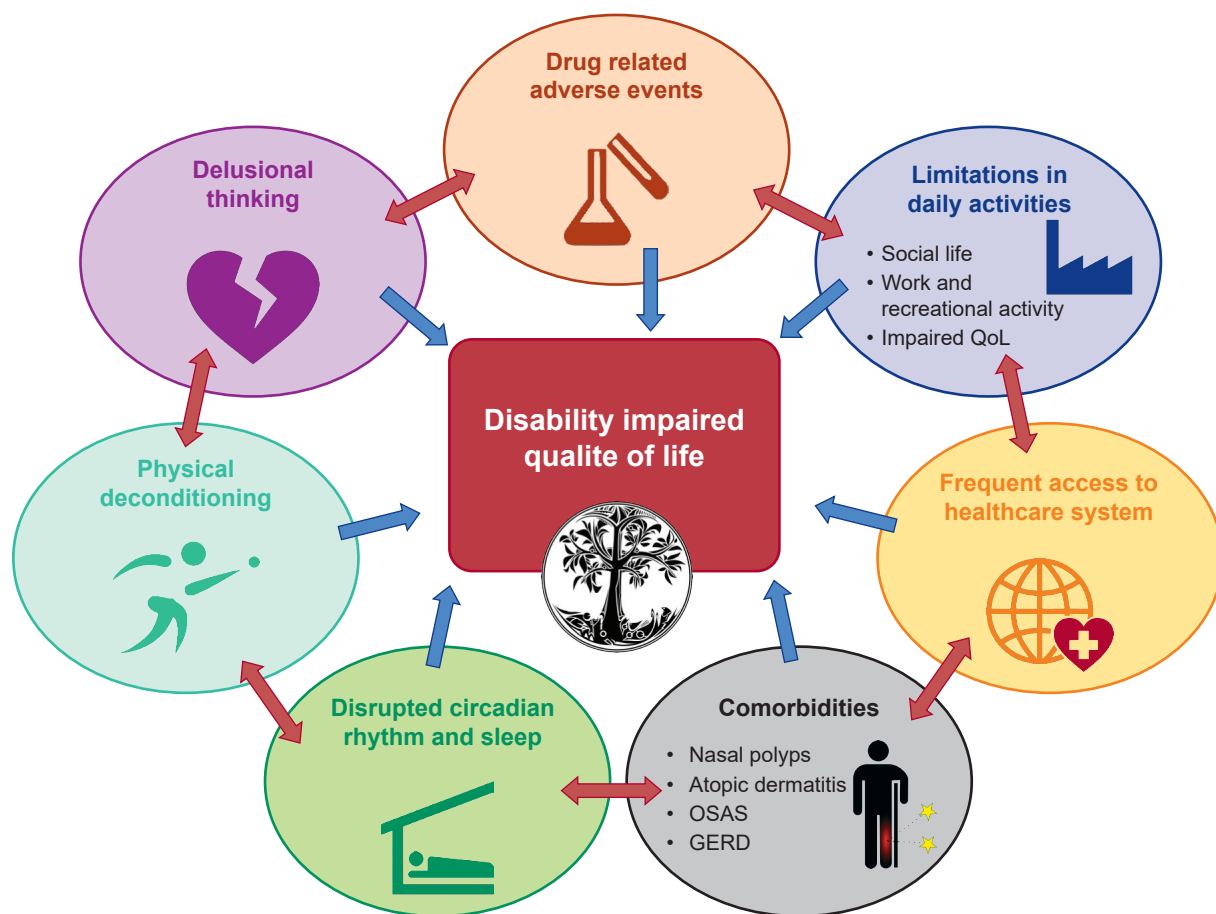 Drug related
adverse events
Delusional
thinking
Limitations in
daily activities
• Social life
• Work and
recreational activity
• Impaired QoL
Disability impaired
qualite of life
Physical
deconditioning
Frequent access to
healthcare system
Disrupted circadian
rhythm and sleep
Comorbidities
• Nasal polyps
• Atopic dermatitis
• OSAS
• GERD